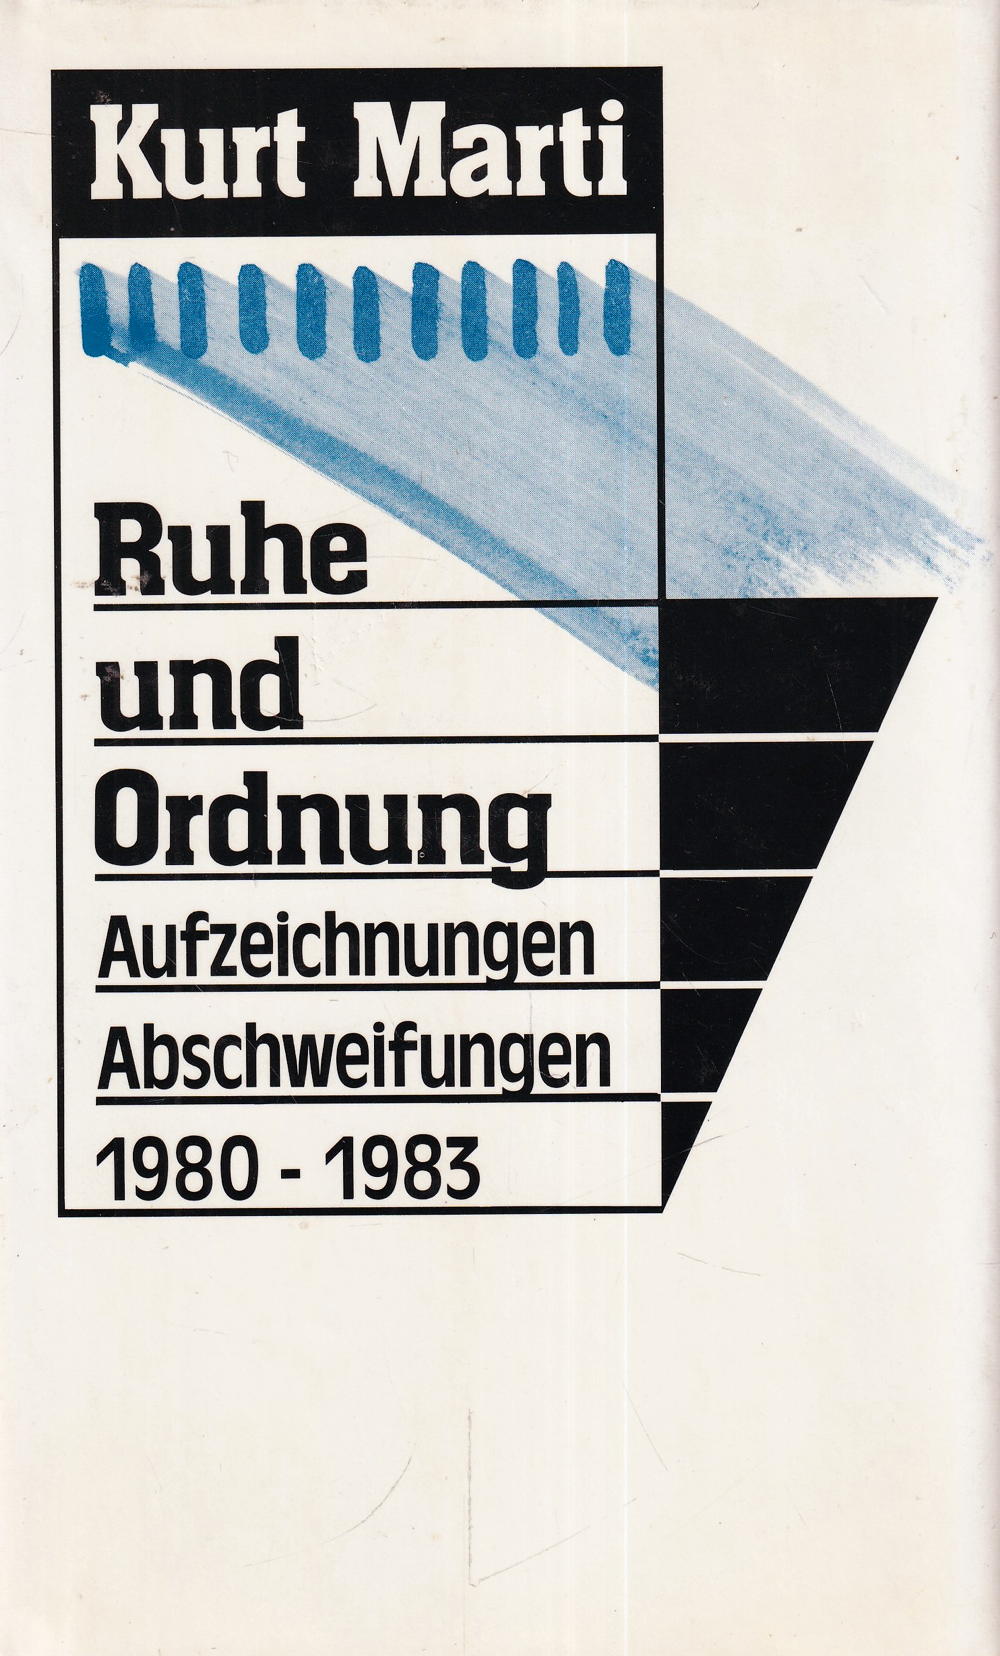 Kurt Marti
Ruhe
und
Ordnung
Aufzeichnungen
Abschweifungen
1980 - 1983